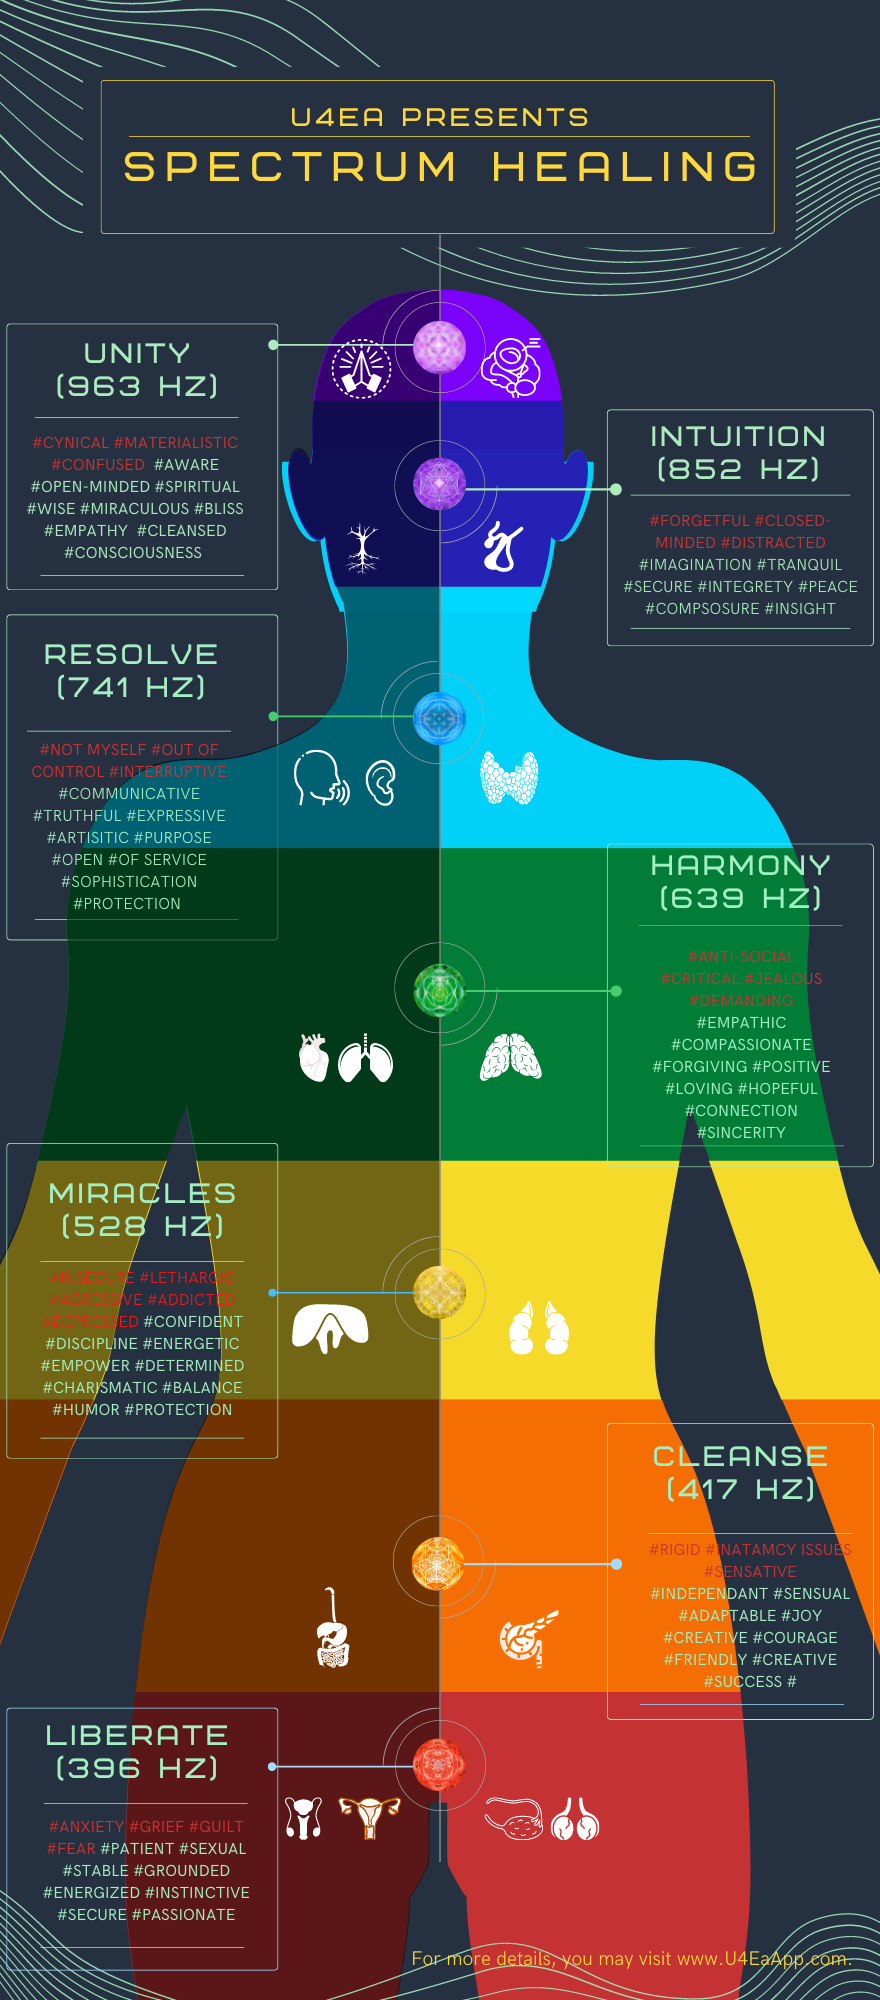 U4EA PRESENTS
SPECTRUM HEALING
UNITY
(963 HZ)
#CYNICAL #MATERIALISTIC
#CONFUSED #AWARE
#OPEN-MINDED #SPIRITUAL
#WISE #MIRACULOUS #BLISS
#EMPATHY #CLEANSED
#CONSCIOUSNESS
INTUITION
(852 HZ)
#FORGETFUL #CLOSED-
MINDED #DISTRACTED
#IMAGINATION #TRANQUIL
#SECURE #INTEGRETY #PEACE
#COMPSOSURE #INSIGHT
RESOLVE
(741 HZ)
#NOT MYSELF #OUT OF
CONTROL #INTERRUPTIVE
#COMMUNICATIVE
#TRUTHFUL #EXPRESSIVE
#ARTISITIC #PURPOSE
#OPEN #OF SERVICE
#SOPHISTICATION
#PROTECTION
HARMONY
(639 HZ)
#ANTI-SOCIAL
#CRITICAL #JEALOUS
#DEMANDING
#EMPATHIC
#COMPASSIONATE
#FORGIVING #POSITIVE
#LOVING #HOPEFUL
#CONNECTION
#SINCERITY
MIRACLES
(528 HZ)
#INSECURE #LETHARGIC
#AGRESSIVE #ADDICTED
#DEPRESSED #CONFIDENT
#DISCIPLINE #ENERGETIC
#EMPOWER #DETERMINED
#CHARISMATIC #BALANCE
#HUMOR #PROTECTION
CLEANSE
(417 HZ)
#RIGID #INATAMCY ISSUES
#SENSATIVE
#INDEPENDANT #SENSUAL
#ADAPTABLE #JOY
#CREATIVE #COURAGE
#FRIENDLY #CREATIVE
#SUCCESS #
LIBERATE
(396 HZ)
#ANXIETY #GRIEF #GUILT
#FEAR #PATIENT #SEXUAL
#STABLE #GROUNDED
#ENERGIZED #INSTINCTIVE
#SECURE #PASSIONATE
For more details, you may visit www.U4EaApp.com.